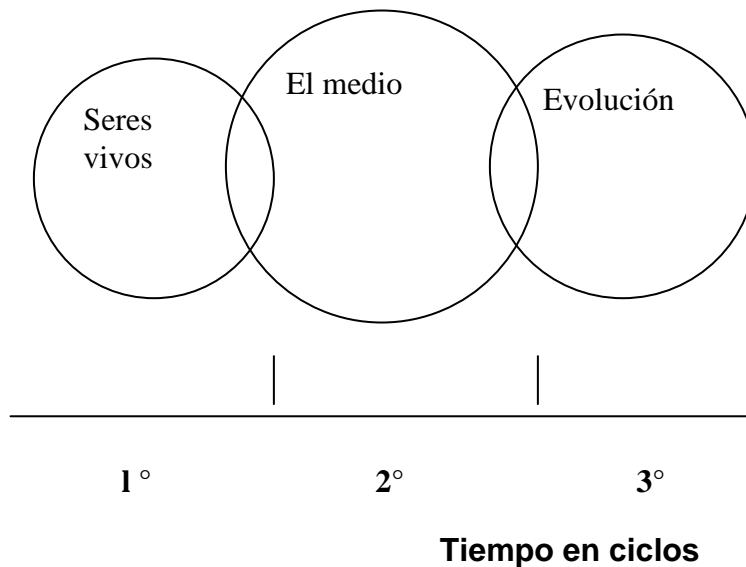 El medio
Evolución
Seres
vivos
1 °
2°
3°
Tiempo en ciclos